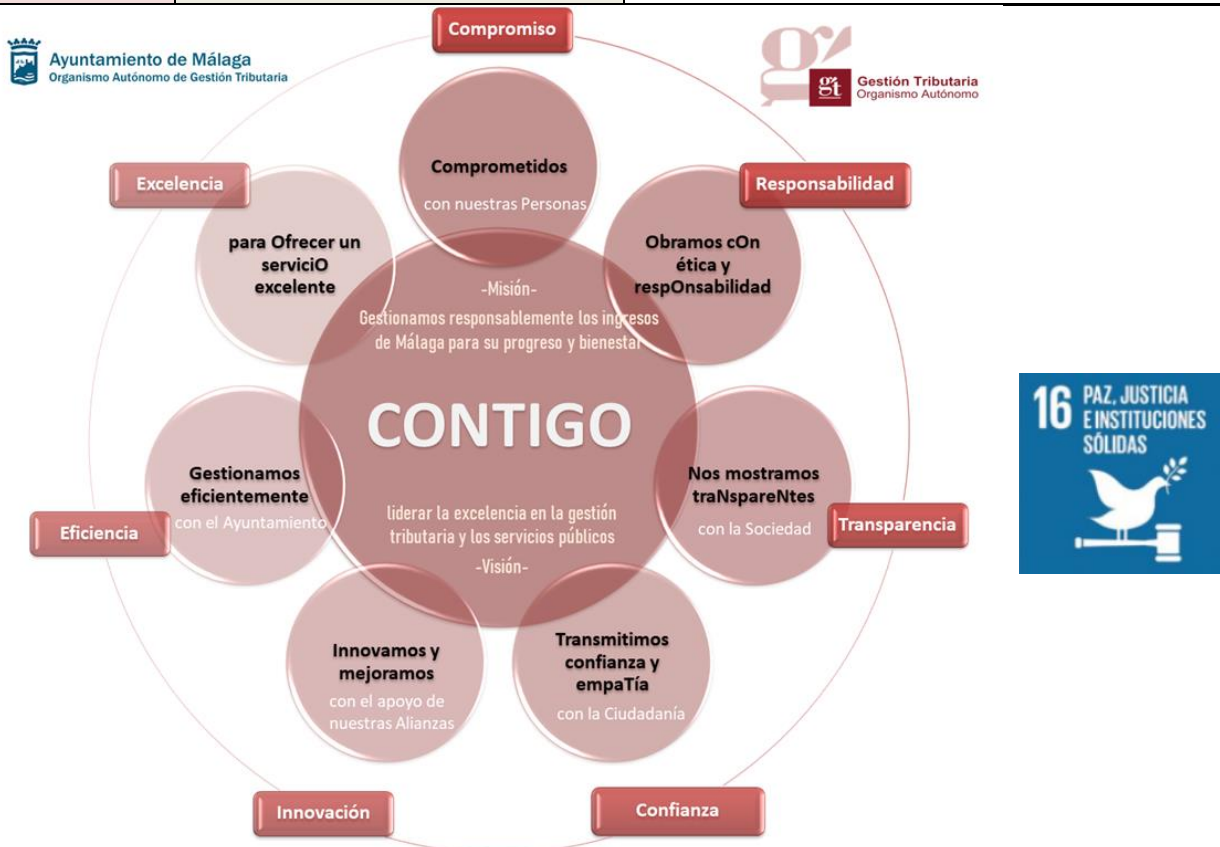 Compromiso
Ayuntamiento de Málaga
Organismo Autónomo de Gestión Tributaria
gt
gt
Gestión Tributaria
Organismo Autónomo
Comprometidos
con nuestras Personas
Excelencia
Responsabilidad
para Ofrecer un
serviciO
excelente
Obramos cOn
ética y
respOnsabilidad
-Misión-
Gestionamos responsablemente los ingresos
de Málaga para su progreso y bienestar
CONTIGO
liderar la excelencia en la gestión
tributaria y los servicios públicos
-Visión-
Gestionamos
eficientemente
con el Ayuntamiento
Nos mostramos
traNspareNtes
con la Sociedad
Eficiencia
Transparencia
Innovamos y
mejoramos
con el apoyo de
nuestras Alianzas
Transmitimos
confianza y
empaTía
con la Ciudadanía
Innovación
Confianza
16 PAZ, JUSTICIA
E INSTITUCIONES
SÓLIDAS